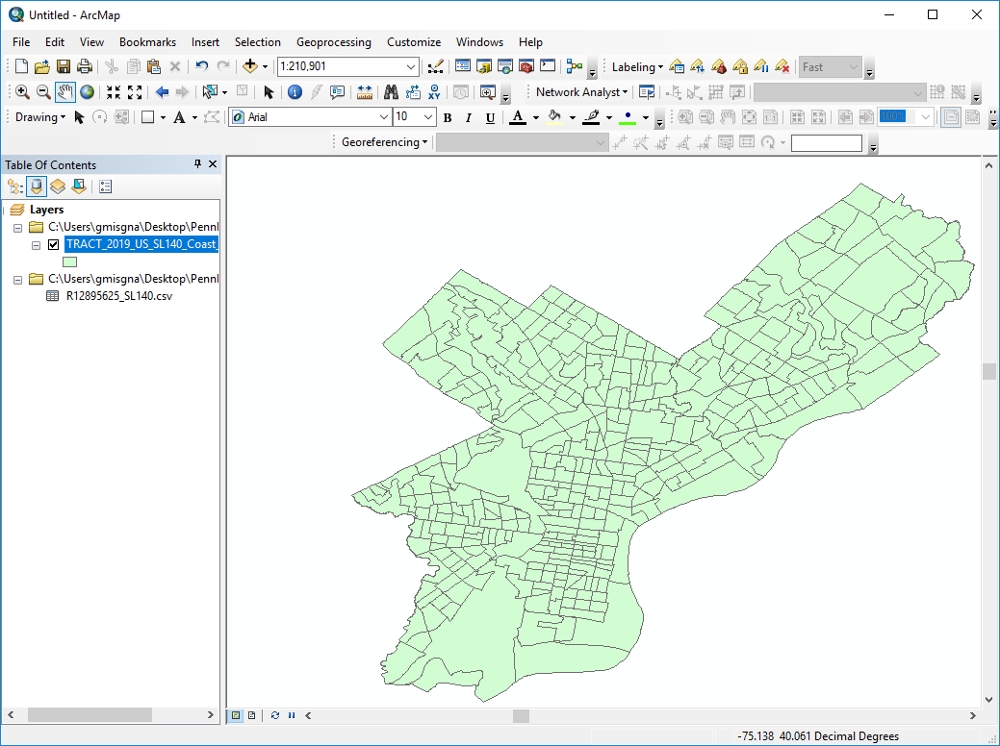 Untitled - ArcMap
File Edit View Bookmarks Insert Selection Geoprocessing Customize Windows Help
1:210,901 Labeling Fast
Network Analyst
Drawing A Arial 10 B I U A 100%
Georeferencing
Table Of Contents
Layers
C:\Users\gmisgna\Desktop\Pennl
TRACT_2019_US_SL140_Coast_
C:\Users\gmisgna\Desktop\Pennl
R12895625_SL140.csv
-75.138 40.061 Decimal Degrees